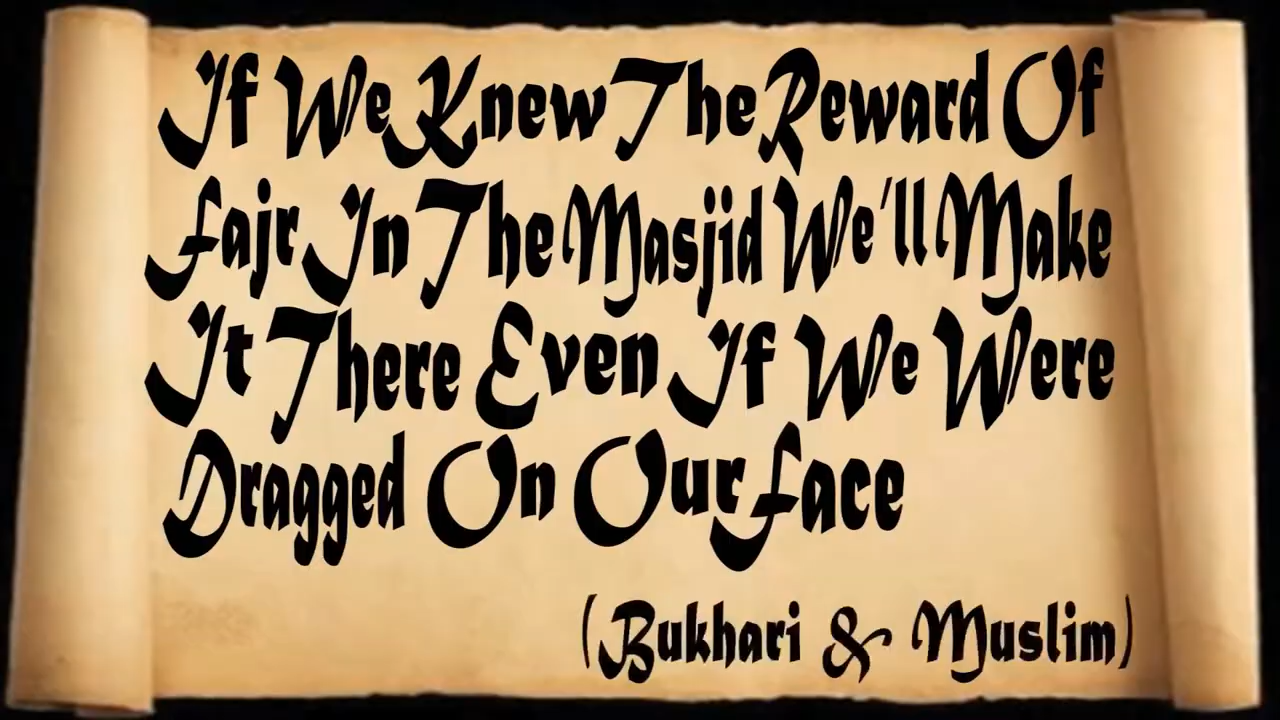 If We Knew The Reward Of
Fajr In The Masjid We'll Make
It There Even If We Were
Dragged On Our Face
(Bukhari & Muslim)